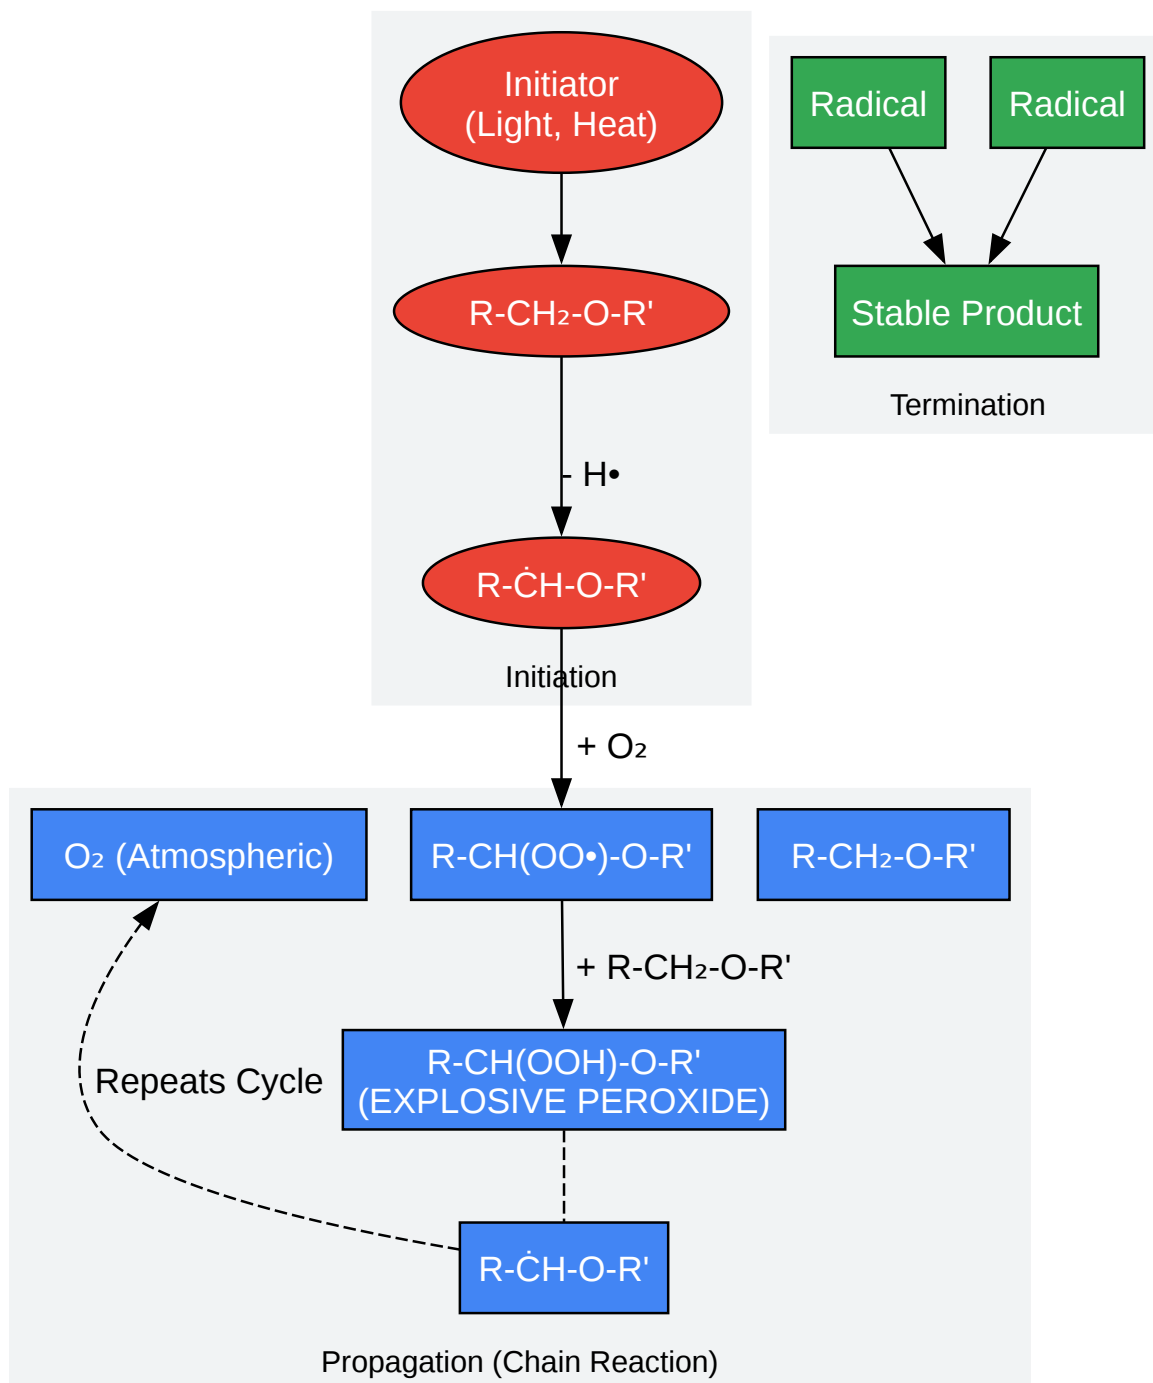 Initiator
(Light, Heat)
R-CH₂-O-R'
- H•
R-ĊH-O-R'
Initiation
Radical
Radical
Stable Product
Termination
+ O₂
O₂ (Atmospheric)
R-CH(OO•)-O-R'
R-CH₂-O-R'
+ R-CH₂-O-R'
R-CH(OOH)-O-R'
(EXPLOSIVE PEROXIDE)
Repeats Cycle
R-ĊH-O-R'
Propagation (Chain Reaction)